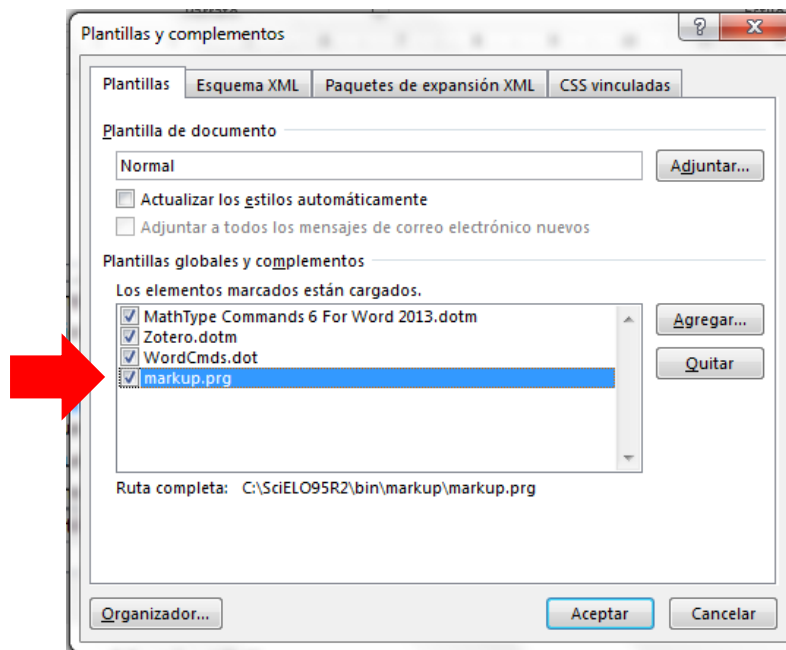 Plantillas y complementos
Plantillas
Esquema XML
Paquetes de expansión XML
CSS vinculadas
Plantilla de documento
Normal
Adjuntar...
Actualizar los estilos automáticamente
Adjuntar a todos los mensajes de correo electrónico nuevos
Plantillas globales y complementos
Los elementos marcados están cargados.
MathType Commands 6 For Word 2013.dotm
Zotero.dotm
WordCmds.dot
markup.prg
Agregar...
Quitar
Ruta completa: C:\SciELO95R2\bin\markup\markup.prg
Organizador...
Aceptar
Cancelar